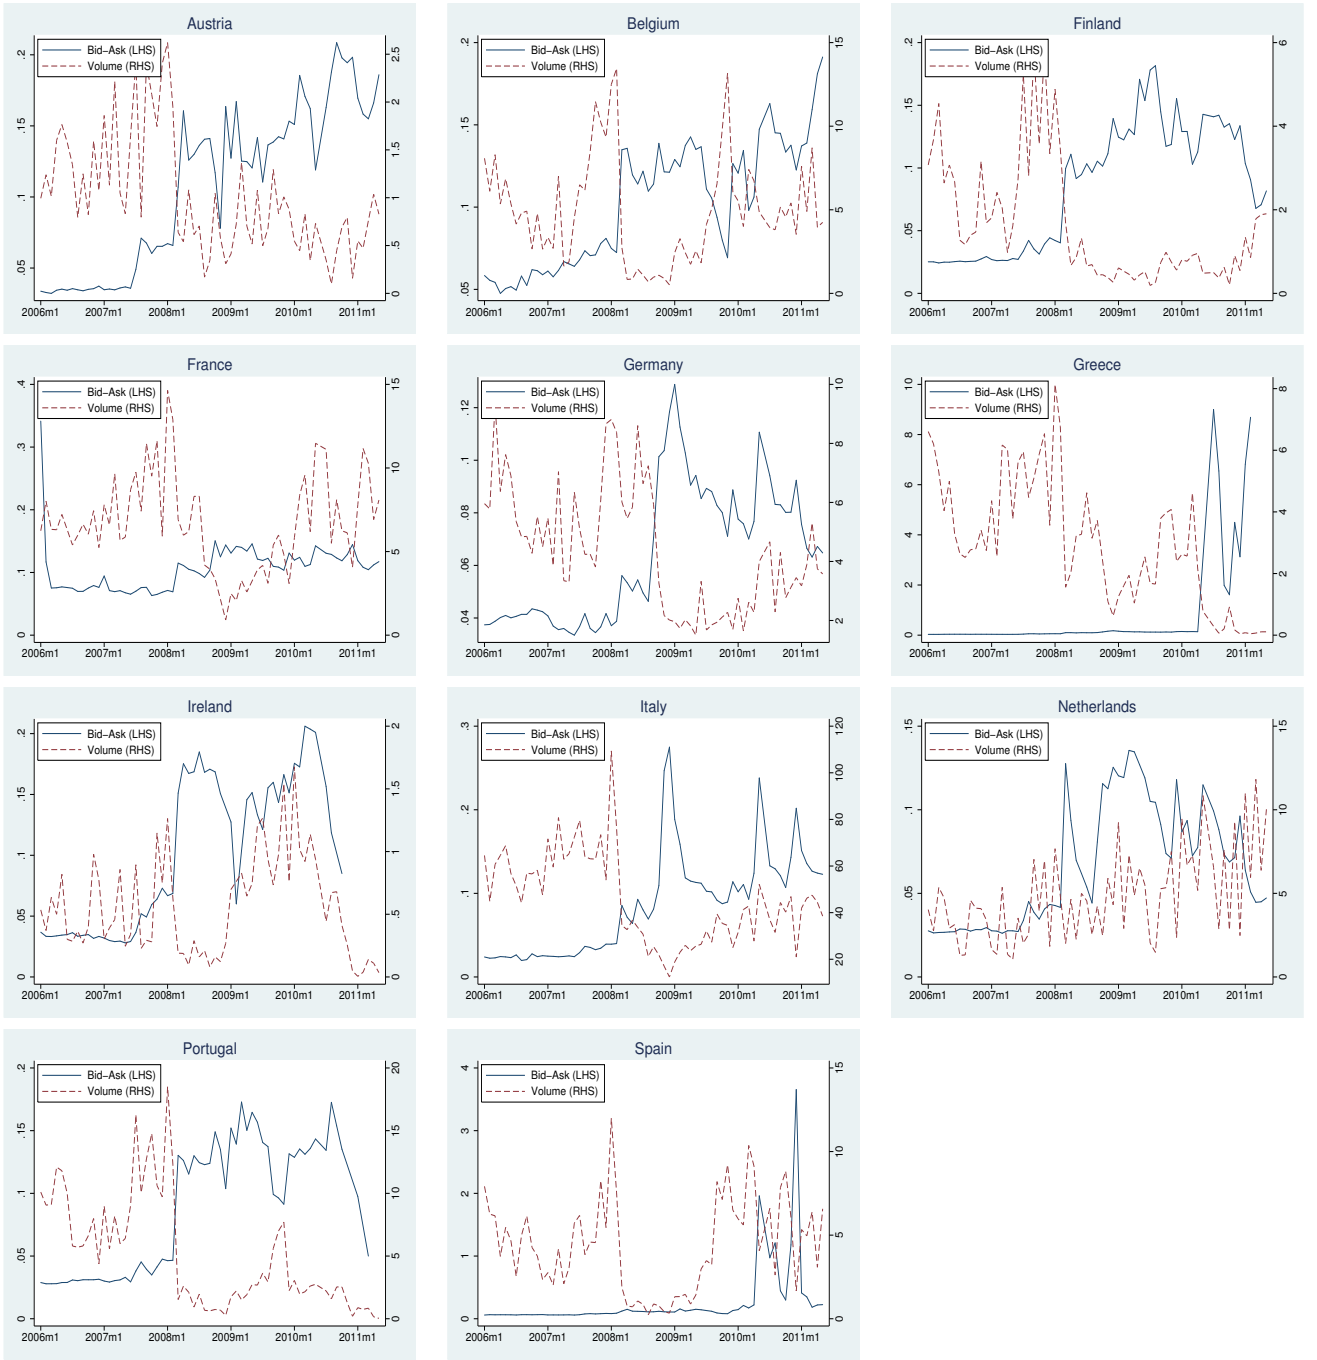 Austria
Bid−Ask (LHS)
Volume (RHS)
.05 .1 .15 .2
0 .5 1 1.5 2 2.5
2006m1 2007m1 2008m1 2009m1 2010m1 2011m1
Belgium
Bid−Ask (LHS)
Volume (RHS)
.05 .1 .15 .2
0 5 10 15
2006m1 2007m1 2008m1 2009m1 2010m1 2011m1
Finland
Bid−Ask (LHS)
Volume (RHS)
0 .05 .1 .15 .2
0 2 4 6
2006m1 2007m1 2008m1 2009m1 2010m1 2011m1
France
Bid−Ask (LHS)
Volume (RHS)
0 .1 .2 .3 .4
0 5 10 15
2006m1 2007m1 2008m1 2009m1 2010m1 2011m1
Germany
Bid−Ask (LHS)
Volume (RHS)
.04 .06 .08 .1 .12
2 4 6 8 10
2006m1 2007m1 2008m1 2009m1 2010m1 2011m1
Greece
Bid−Ask (LHS)
Volume (RHS)
0 2 4 6 8 10
0 2 4 6 8
2006m1 2007m1 2008m1 2009m1 2010m1 2011m1
Ireland
Bid−Ask (LHS)
Volume (RHS)
0 .05 .1 .15 .2
0 .5 1 1.5 2
2006m1 2007m1 2008m1 2009m1 2010m1 2011m1
Italy
Bid−Ask (LHS)
Volume (RHS)
0 .1 .2 .3
20 40 60 80 100 120
2006m1 2007m1 2008m1 2009m1 2010m1 2011m1
Netherlands
Bid−Ask (LHS)
Volume (RHS)
0 .05 .1 .15
0 5 10 15
2006m1 2007m1 2008m1 2009m1 2010m1 2011m1
Portugal
Bid−Ask (LHS)
Volume (RHS)
0 .05 .1 .15 .2
0 5 10 15 20
2006m1 2007m1 2008m1 2009m1 2010m1 2011m1
Spain
Bid−Ask (LHS)
Volume (RHS)
0 1 2 3 4
0 5 10 15
2006m1 2007m1 2008m1 2009m1 2010m1 2011m1